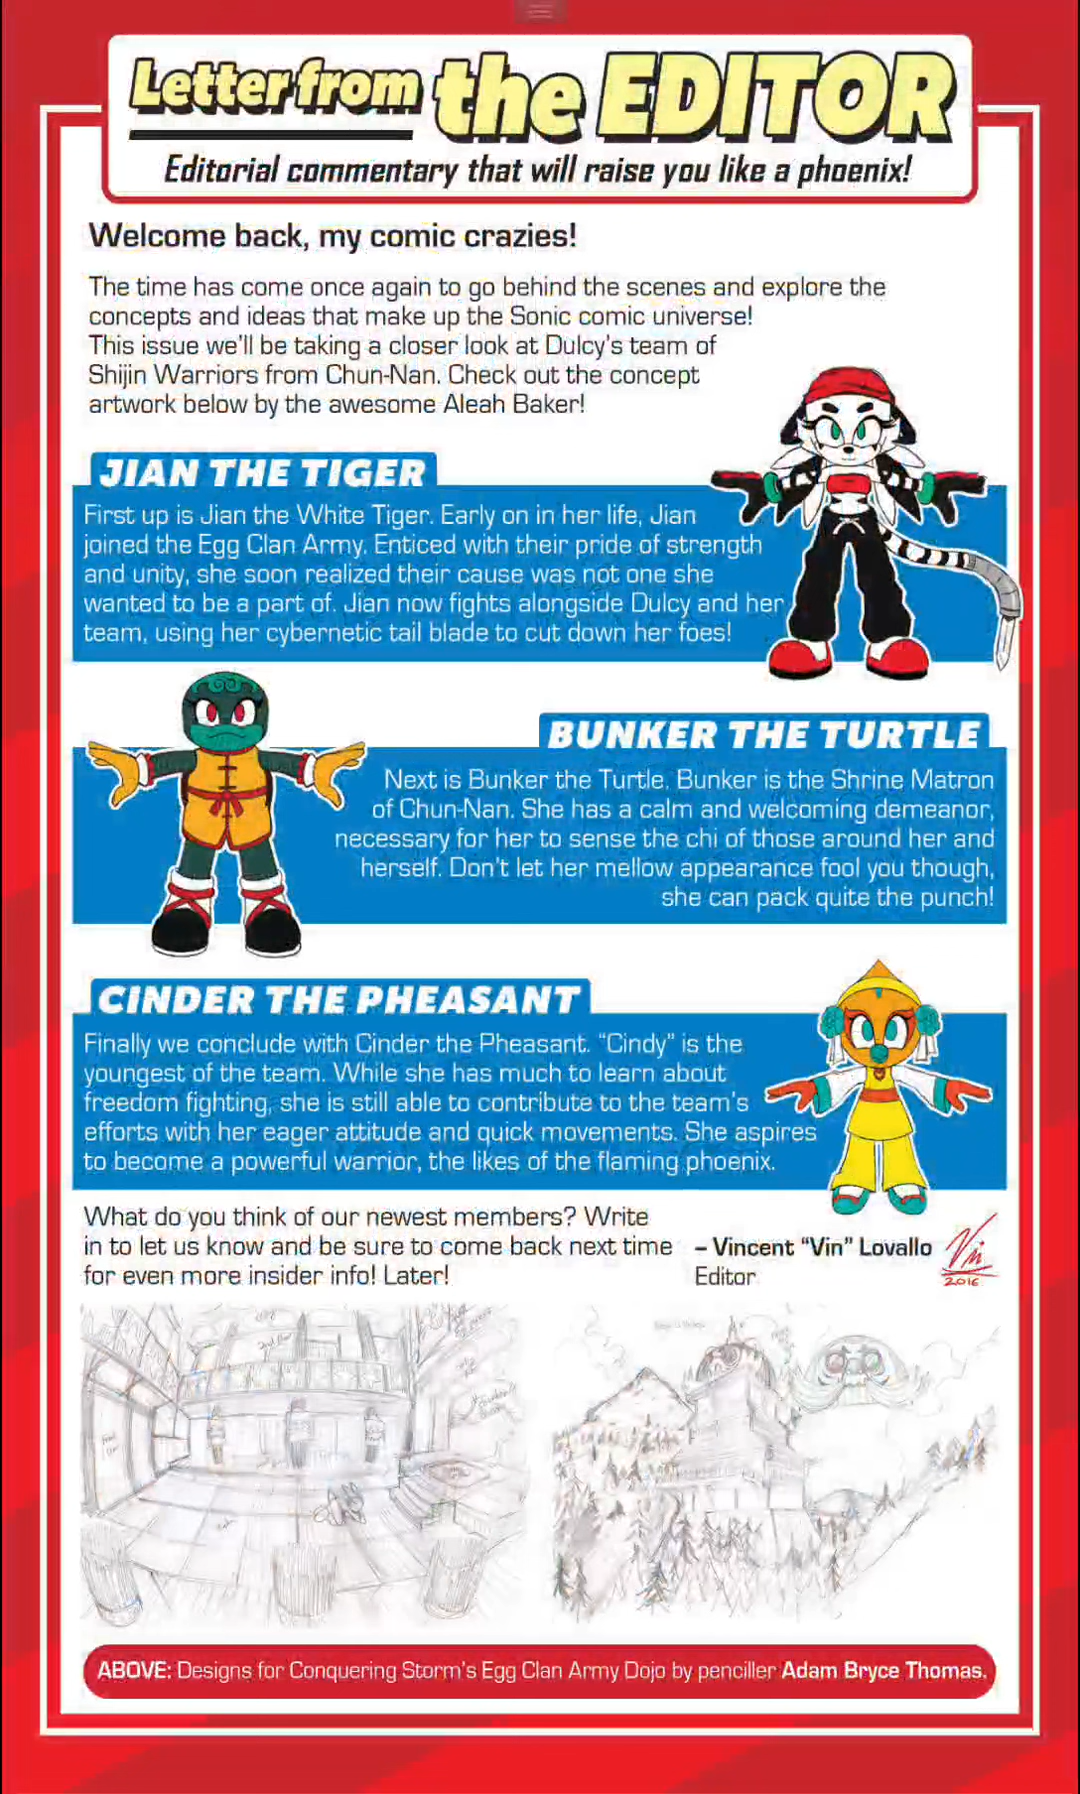 Letter from the EDITOR
Editorial commentary that will raise you like a phoenix!
Welcome back, my comic crazies!
The time has come once again to go behind the scenes and explore the
concepts and ideas that make up the Sonic comic universe!
This issue we'll be taking a closer look at Dulcy's team of
Shijin Warriors from Chun-Nan. Check out the concept
artwork below by the awesome Aleah Baker!
JIAN THE TIGER
First up is Jian the White Tiger. Early on in her life, Jian
joined the Egg Clan Army. Enticed with their pride of strength
and unity, she soon realized their cause was not one she
wanted to be a part of. Jian now fights alongside Dulcy and her
team, using her cybernetic tail blade to cut down her foes!
BUNKER THE TURTLE
Next is Bunker the Turtle. Bunker is the Shrine Matron
of Chun-Nan. She has a calm and welcoming demeanor,
necessary for her to sense the chi of those around her and
herself. Don't let her mellow appearance fool you though,
she can pack quite the punch!
CINDER THE PHEASANT
Finally we conclude with Cinder the Pheasant. "Cindy" is the
youngest of the team. While she has much to learn about
freedom fighting, she is still able to contribute to the team's
efforts with her eager attitude and quick movements. She aspires
to become a powerful warrior, the likes of the flaming phoenix.
What do you think of our newest members? Write
in to let us know and be sure to come back next time
for even more insider info! Later!
– Vincent "Vin" Lovallo
Editor
Vin
2016
ABOVE: Designs for Conquering Storm's Egg Clan Army Dojo by penciller Adam Bryce Thomas.